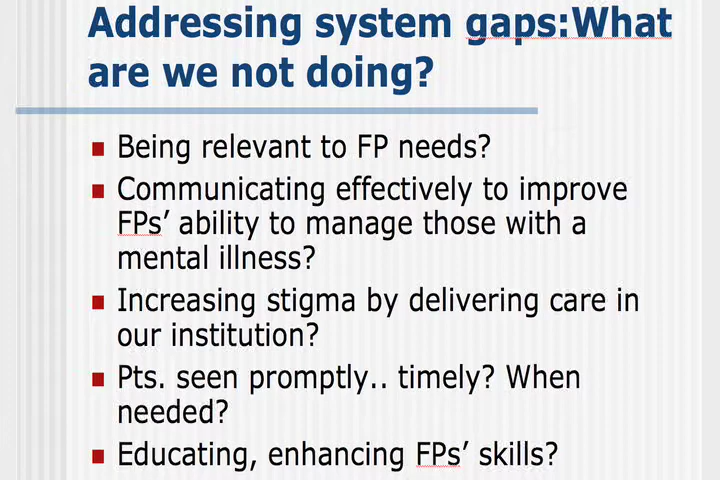 Addressing system gaps:What
are we not doing?
Being relevant to FP needs?
Communicating effectively to improve
FPs’ ability to manage those with a
mental illness?
Increasing stigma by delivering care in
our institution?
Pts. seen promptly.. timely? When
needed?
Educating, enhancing FPs’ skills?